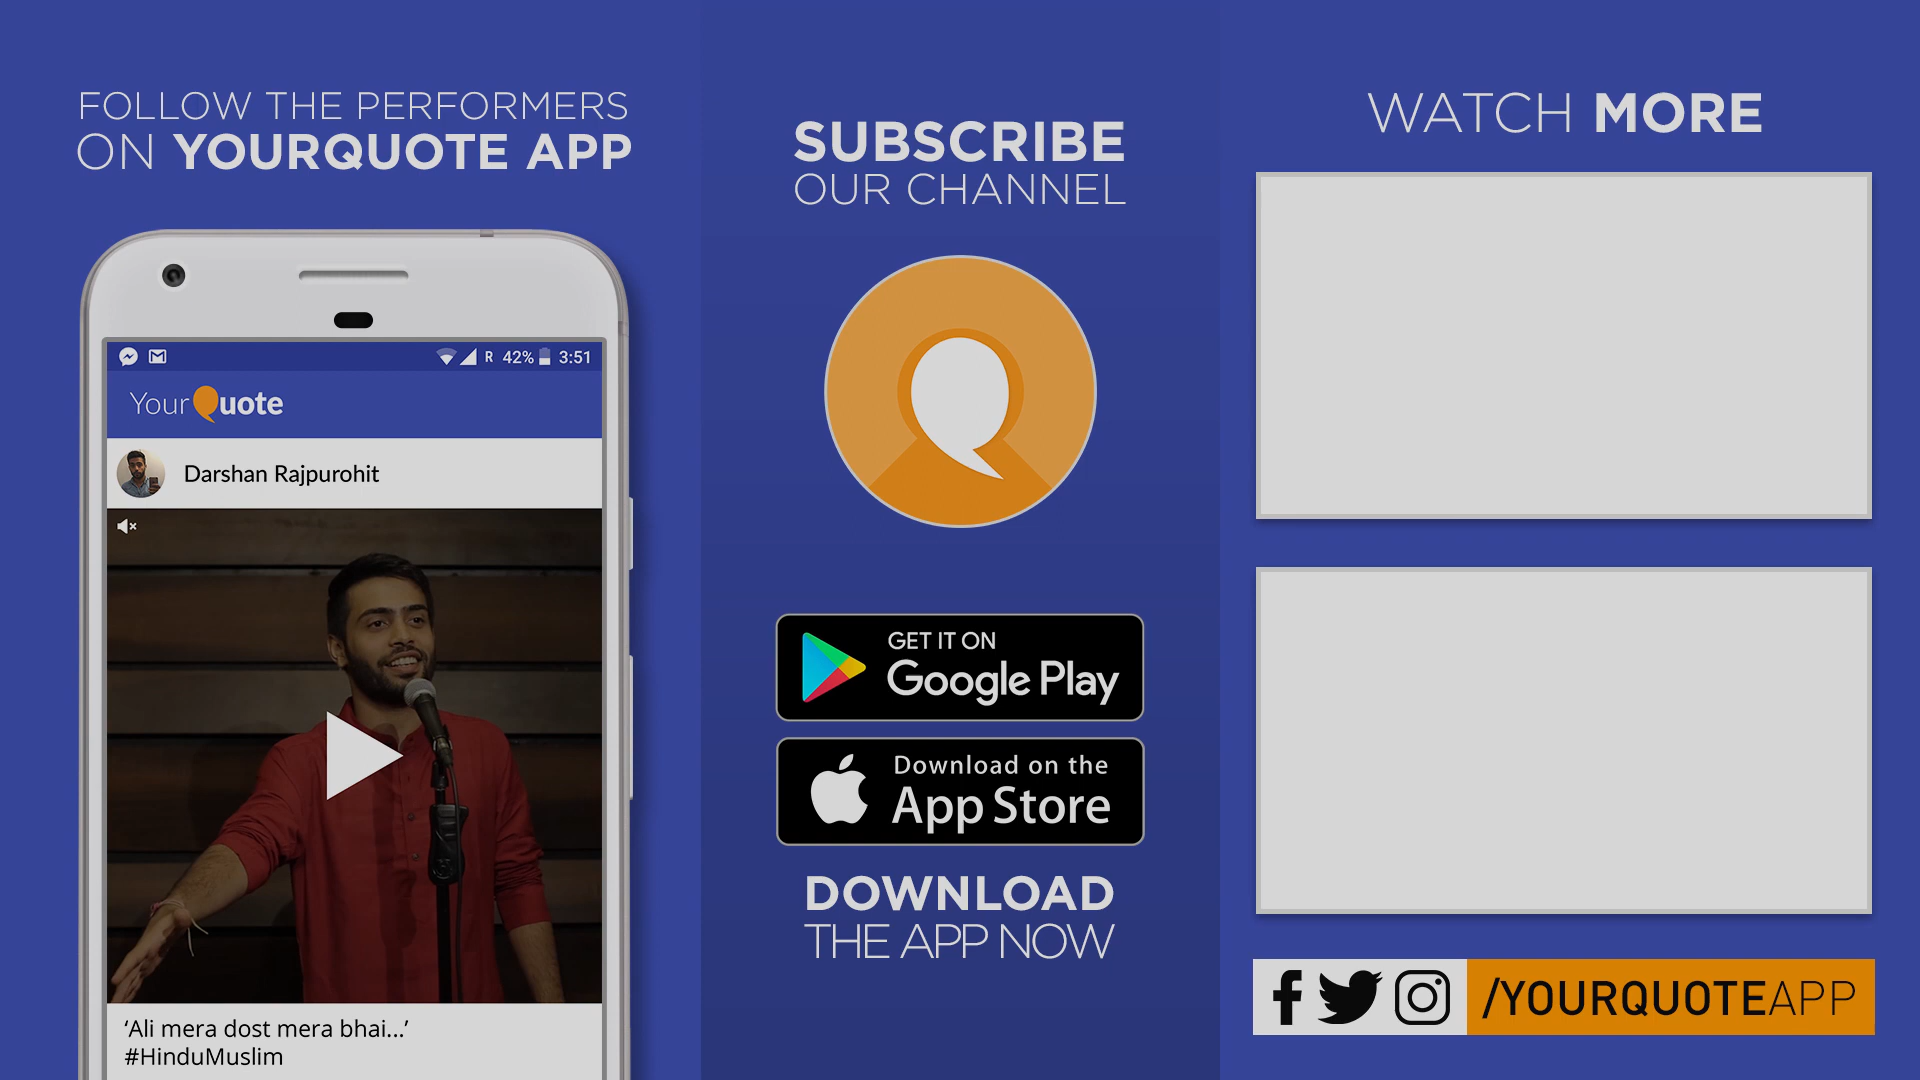 FOLLOW THE PERFORMERS
ON YOURQUOTE APP
R 42% 3:51
YourQuote
Darshan Rajpurohit
‘Ali mera dost mera bhai...’
#HinduMuslim
SUBSCRIBE
OUR CHANNEL
GET IT ON
Google Play
Download on the
App Store
DOWNLOAD
THE APP NOW
WATCH MORE
/YOURQUOTEAPP